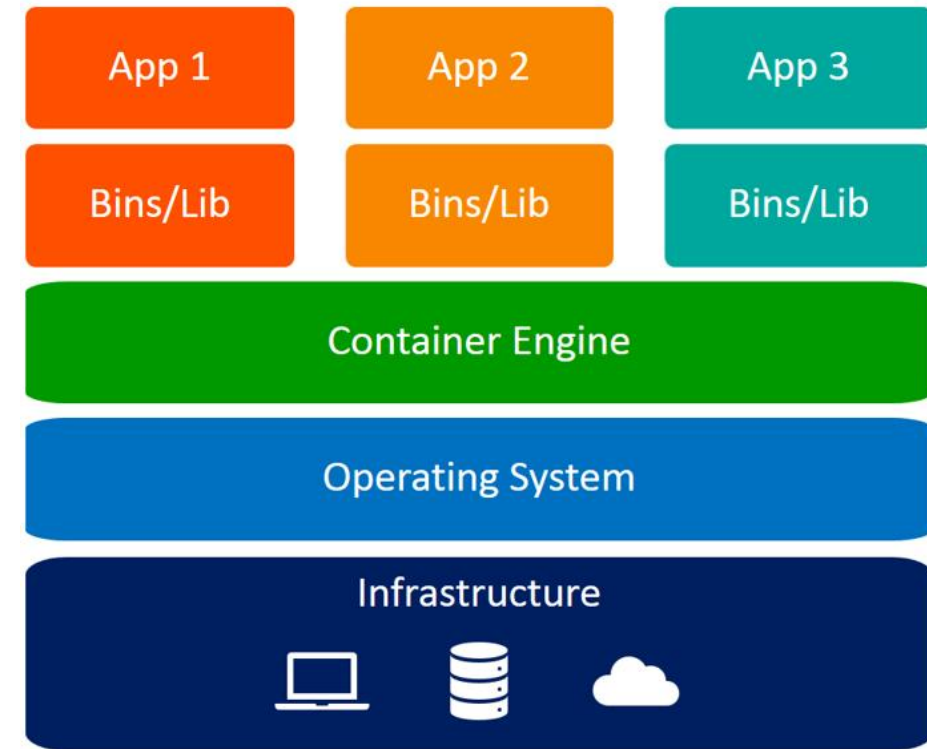 App 1
App 2
App 3
Bins/Lib
Bins/Lib
Bins/Lib
Container Engine
Operating System
Infrastructure